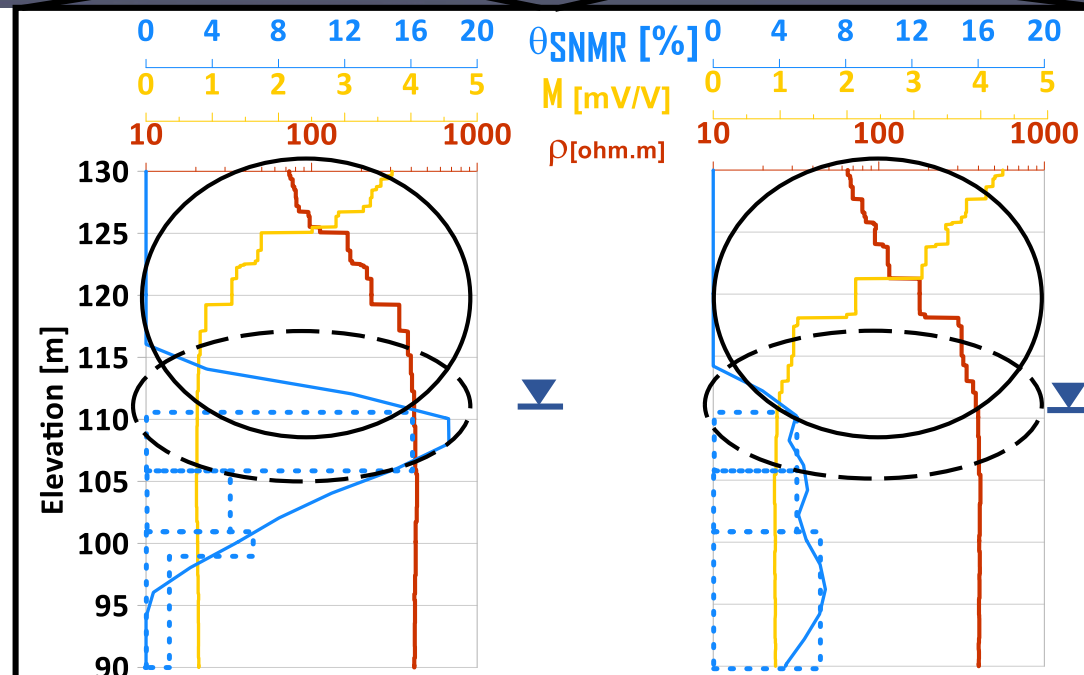 0 4 8 12 16 20 θSNMR [%] 0 4 8 12 16 20
0 1 2 3 4 5 M [mV/V] 0 1 2 3 4 5
10 100 1000 ρ[ohm.m] 10 100 1000
130
125
120
115
110
105
100
95
90
Elevation [m]